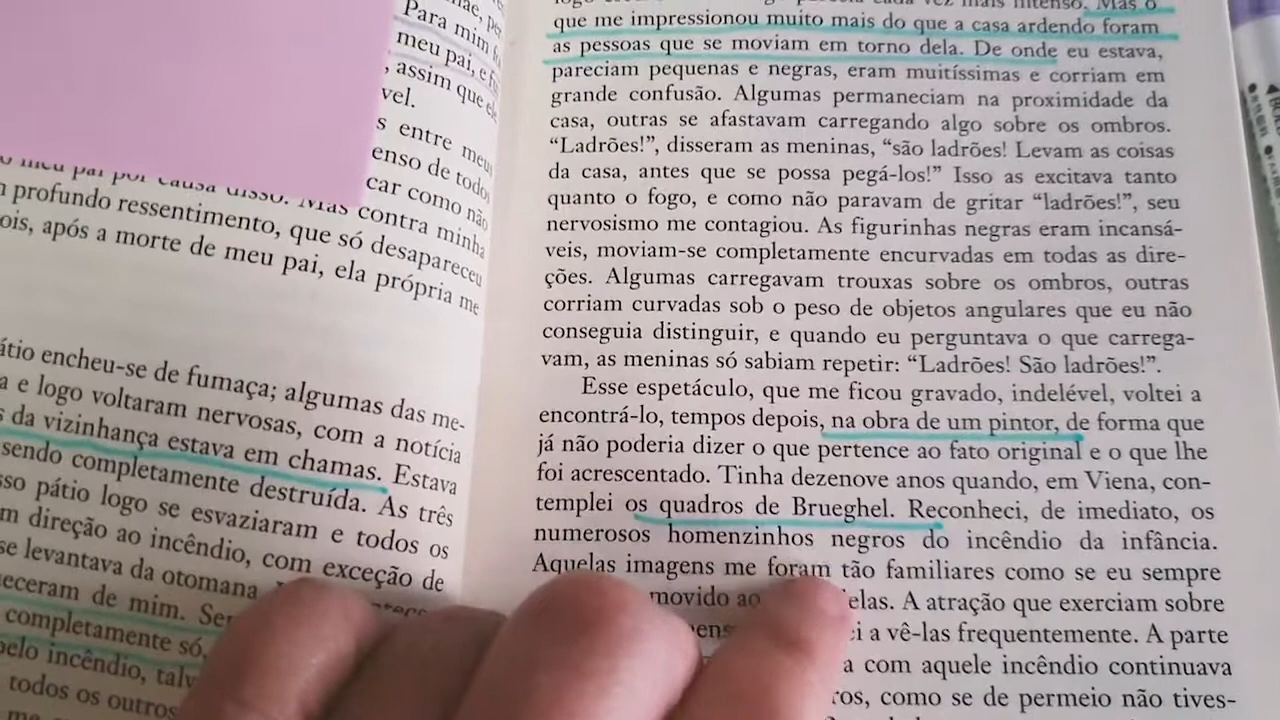 Para mim
meu pai, e
, assim que
vel.
s entre meus
enso de todos
car como não
meu pai por causa disso. Mas contra minha
profundo ressentimento, que só desapareceu
ois, após a morte de meu pai, ela própria me
átio encheu-se de fumaça; algumas das me-
a e logo voltaram nervosas, com a notícia
s da vizinhança estava em chamas. Estava
sendo completamente destruída. As três
sso pátio logo se esvaziaram e todos os
m direção ao incêndio, com exceção de
se levantava da otomana
eceram de mim.
completamente só,
pelo incêndio,
todos os outros
me
que me impressionou muito mais do que a casa ardendo foram
as pessoas que se moviam em torno dela. De onde eu estava,
pareciam pequenas e negras, eram muitíssimas e corriam em
grande confusão. Algumas permaneciam na proximidade da
casa, outras se afastavam carregando algo sobre os ombros.
“Ladrões!”, disseram as meninas, “são ladrões! Levam as coisas
da casa, antes que se possa pegá-los!” Isso as excitava tanto
quanto o fogo, e como não paravam de gritar “ladrões!”, seu
nervosismo me contagiou. As figurinhas negras eram incansá-
veis, moviam-se completamente encurvadas em todas as dire-
ções. Algumas carregavam trouxas sobre os ombros, outras
corriam curvadas sob o peso de objetos angulares que eu não
conseguia distinguir, e quando eu perguntava o que carrega-
vam, as meninas só sabiam repetir: “Ladrões! São ladrões!”.
Esse espetáculo, que me ficou gravado, indelével, voltei a
encontrá-lo, tempos depois, na obra de um pintor, de forma que
já não poderia dizer o que pertence ao fato original e o que lhe
foi acrescentado. Tinha dezenove anos quando, em Viena, con-
templei os quadros de Brueghel. Reconheci, de imediato, os
numerosos homenzinhos negros do incêndio da infância.
Aquelas imagens me foram tão familiares como se eu sempre
movido ao elas. A atração que exerciam sobre
ci a vê-las frequentemente. A parte
a com aquele incêndio continuava
ros, como se de permeio não tives-